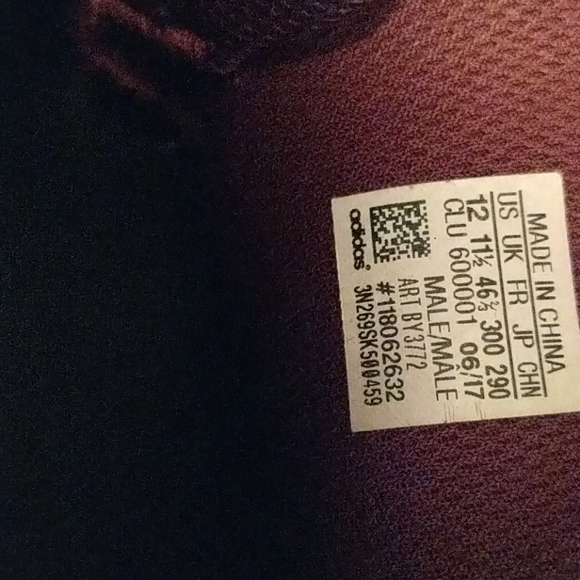 MADE IN CHINA
US UK FR JP CHN
12 11½ 46⅔ 300 290
CLU 600001 06/17
MALE/MÂLE
ART BY3772
#118062632
adidas® 3N269SK500459